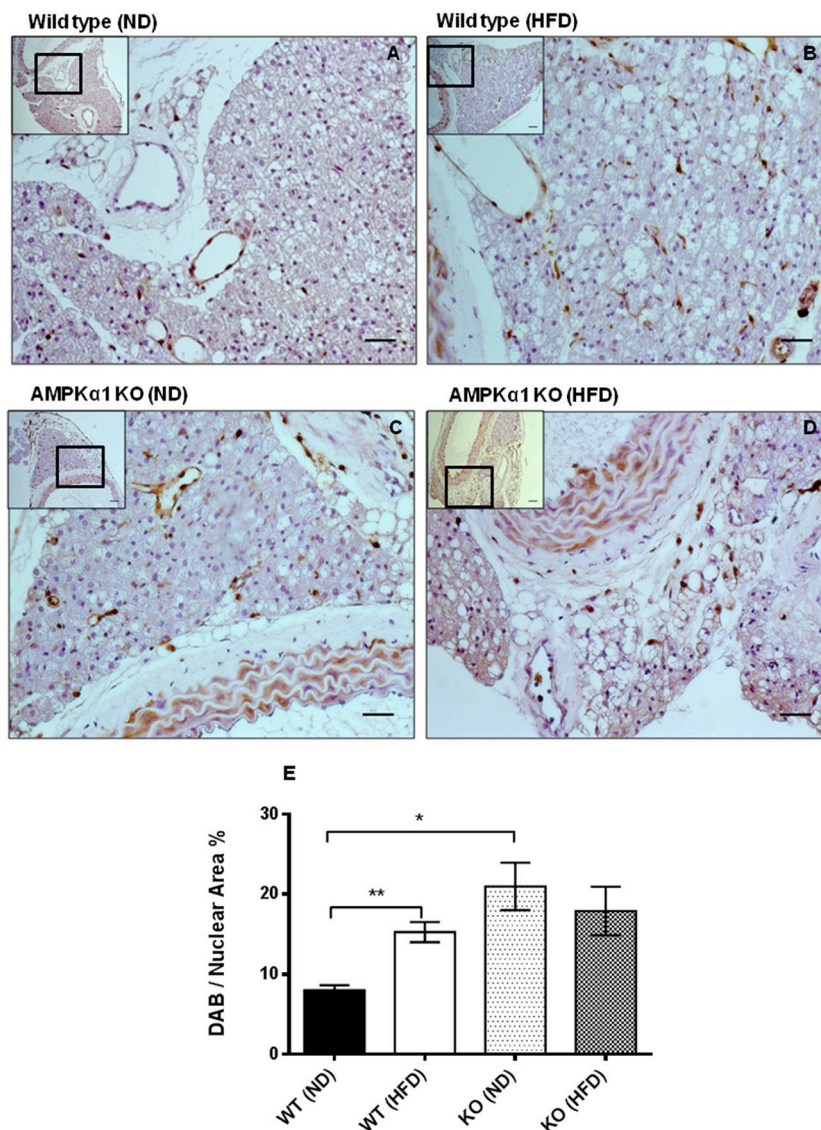 Wild type (ND)
Wild type (HFD)
A
B
AMPKα1 KO (ND)
AMPKα1 KO (HFD)
C
D
E
DAB / Nuclear Area %
30
20
10
0
*
**
WT (ND)
WT (HFD)
KO (ND)
KO (HFD)